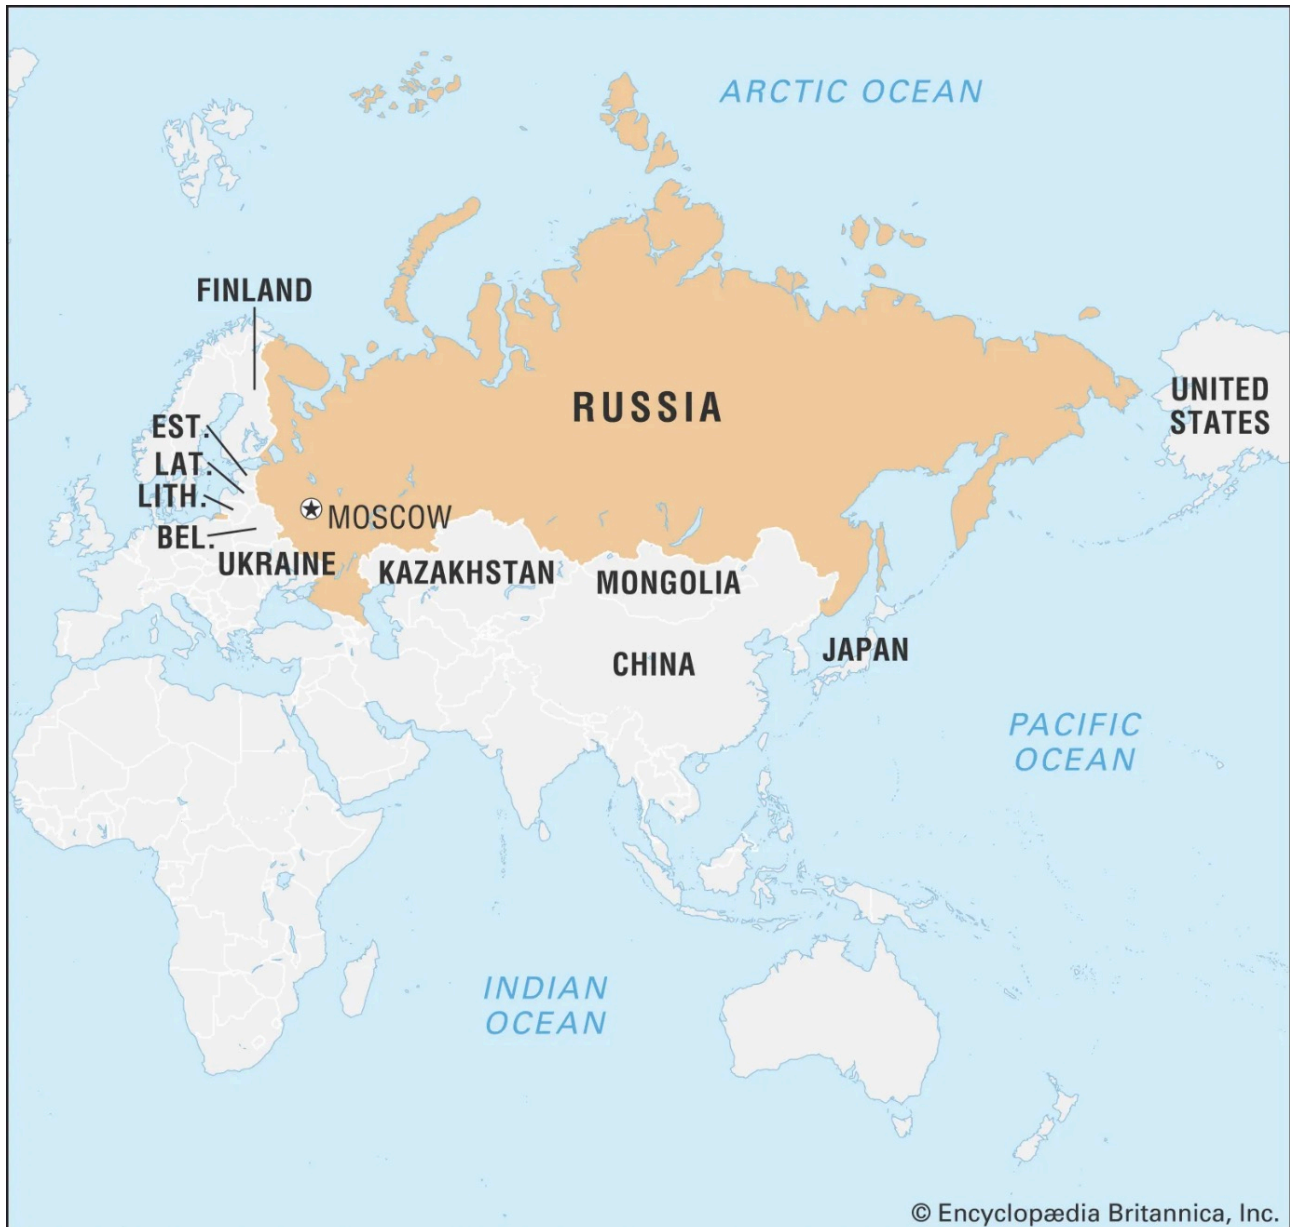 ARCTIC OCEAN
FINLAND
RUSSIA
UNITED
STATES
EST.
LAT.
LITH.
BEL.
MOSCOW
UKRAINE
KAZAKHSTAN
MONGOLIA
CHINA
JAPAN
PACIFIC
OCEAN
INDIAN
OCEAN
© Encyclopædia Britannica, Inc.